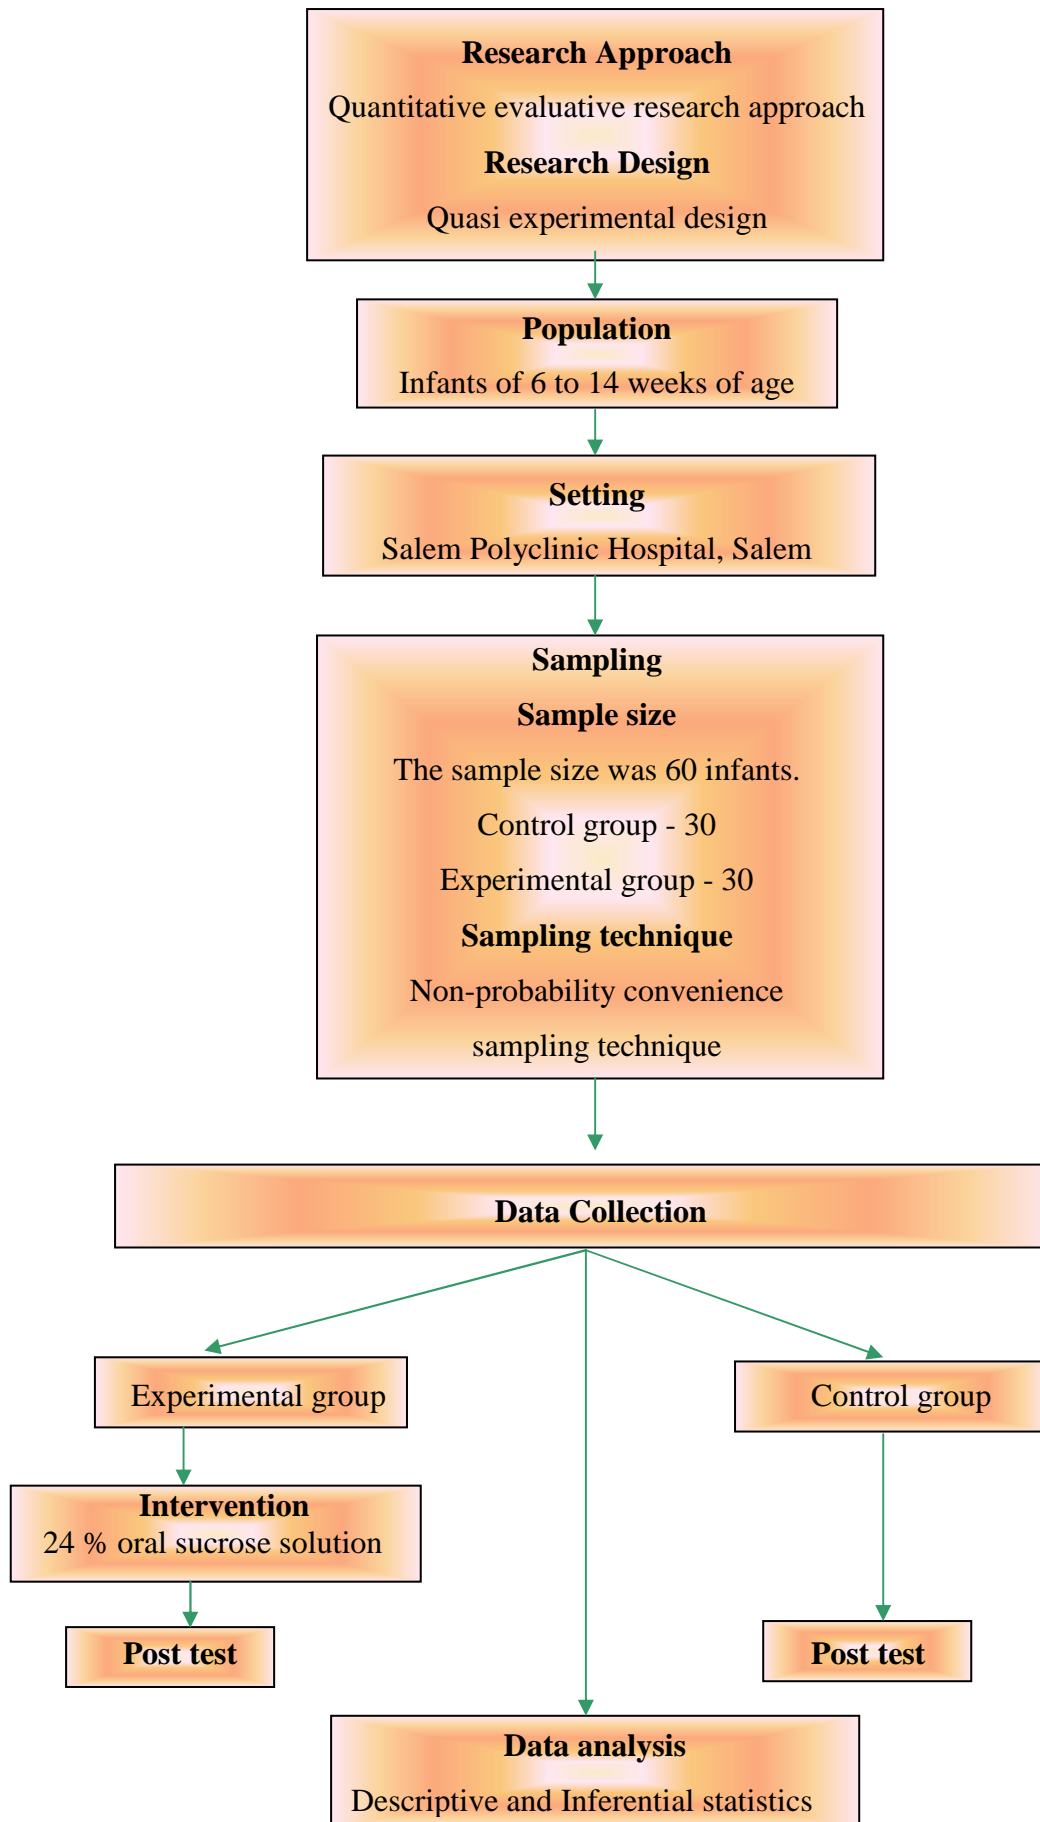 Research Approach
Quantitative evaluative research approach
Research Design
Quasi experimental design
Population
Infants of 6 to 14 weeks of age
Setting
Salem Polyclinic Hospital, Salem
Sampling
Sample size
The sample size was 60 infants.
Control group - 30
Experimental group - 30
Sampling technique
Non-probability convenience
sampling technique
Data Collection
Experimental group
Control group
Intervention
24 % oral sucrose solution
Post test
Post test
Data analysis
Descriptive and Inferential statistics